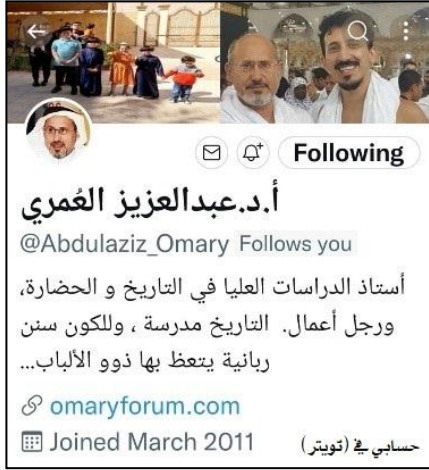 Following
أ.د.عبدالعزيز العُمري
@Abdulaziz_Omary Follows you
أستاذ الدراسات العليا في التاريخ و الحضارة،
ورجل أعمال. التاريخ مدرسة ، وللكون سنن
ربانية يتعظ بها ذوو الألباب...
omaryforum.com
Joined March 2011
حسابي في (تويتر)